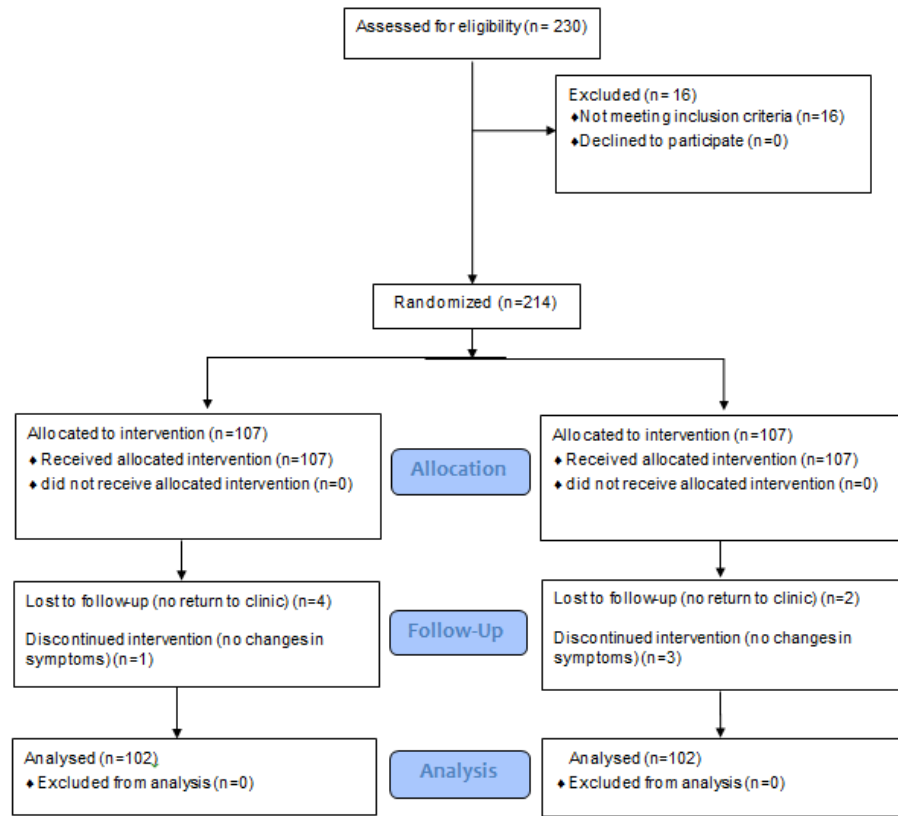 Assessed for eligibility (n= 230)
Excluded (n= 16)
♦Not meeting inclusion criteria (n=16)
♦Declined to participate (n=0)
Randomized (n=214)
Allocated to intervention (n=107)
♦ Received allocated intervention (n=107)
♦ did not receive allocated intervention (n=0)
Allocation
Allocated to intervention (n=107)
♦ Received allocated intervention (n=107)
♦ did not receive allocated intervention (n=0)
Lost to follow-up (no return to clinic) (n=4)
Discontinued intervention (no changes in
symptoms) (n=1)
Follow-Up
Lost to follow-up (no return to clinic) (n=2)
Discontinued intervention (no changes in
symptoms) (n=3)
Analysed (n=102)
♦ Excluded from analysis (n=0)
Analysis
Analysed (n=102)
♦ Excluded from analysis (n=0)